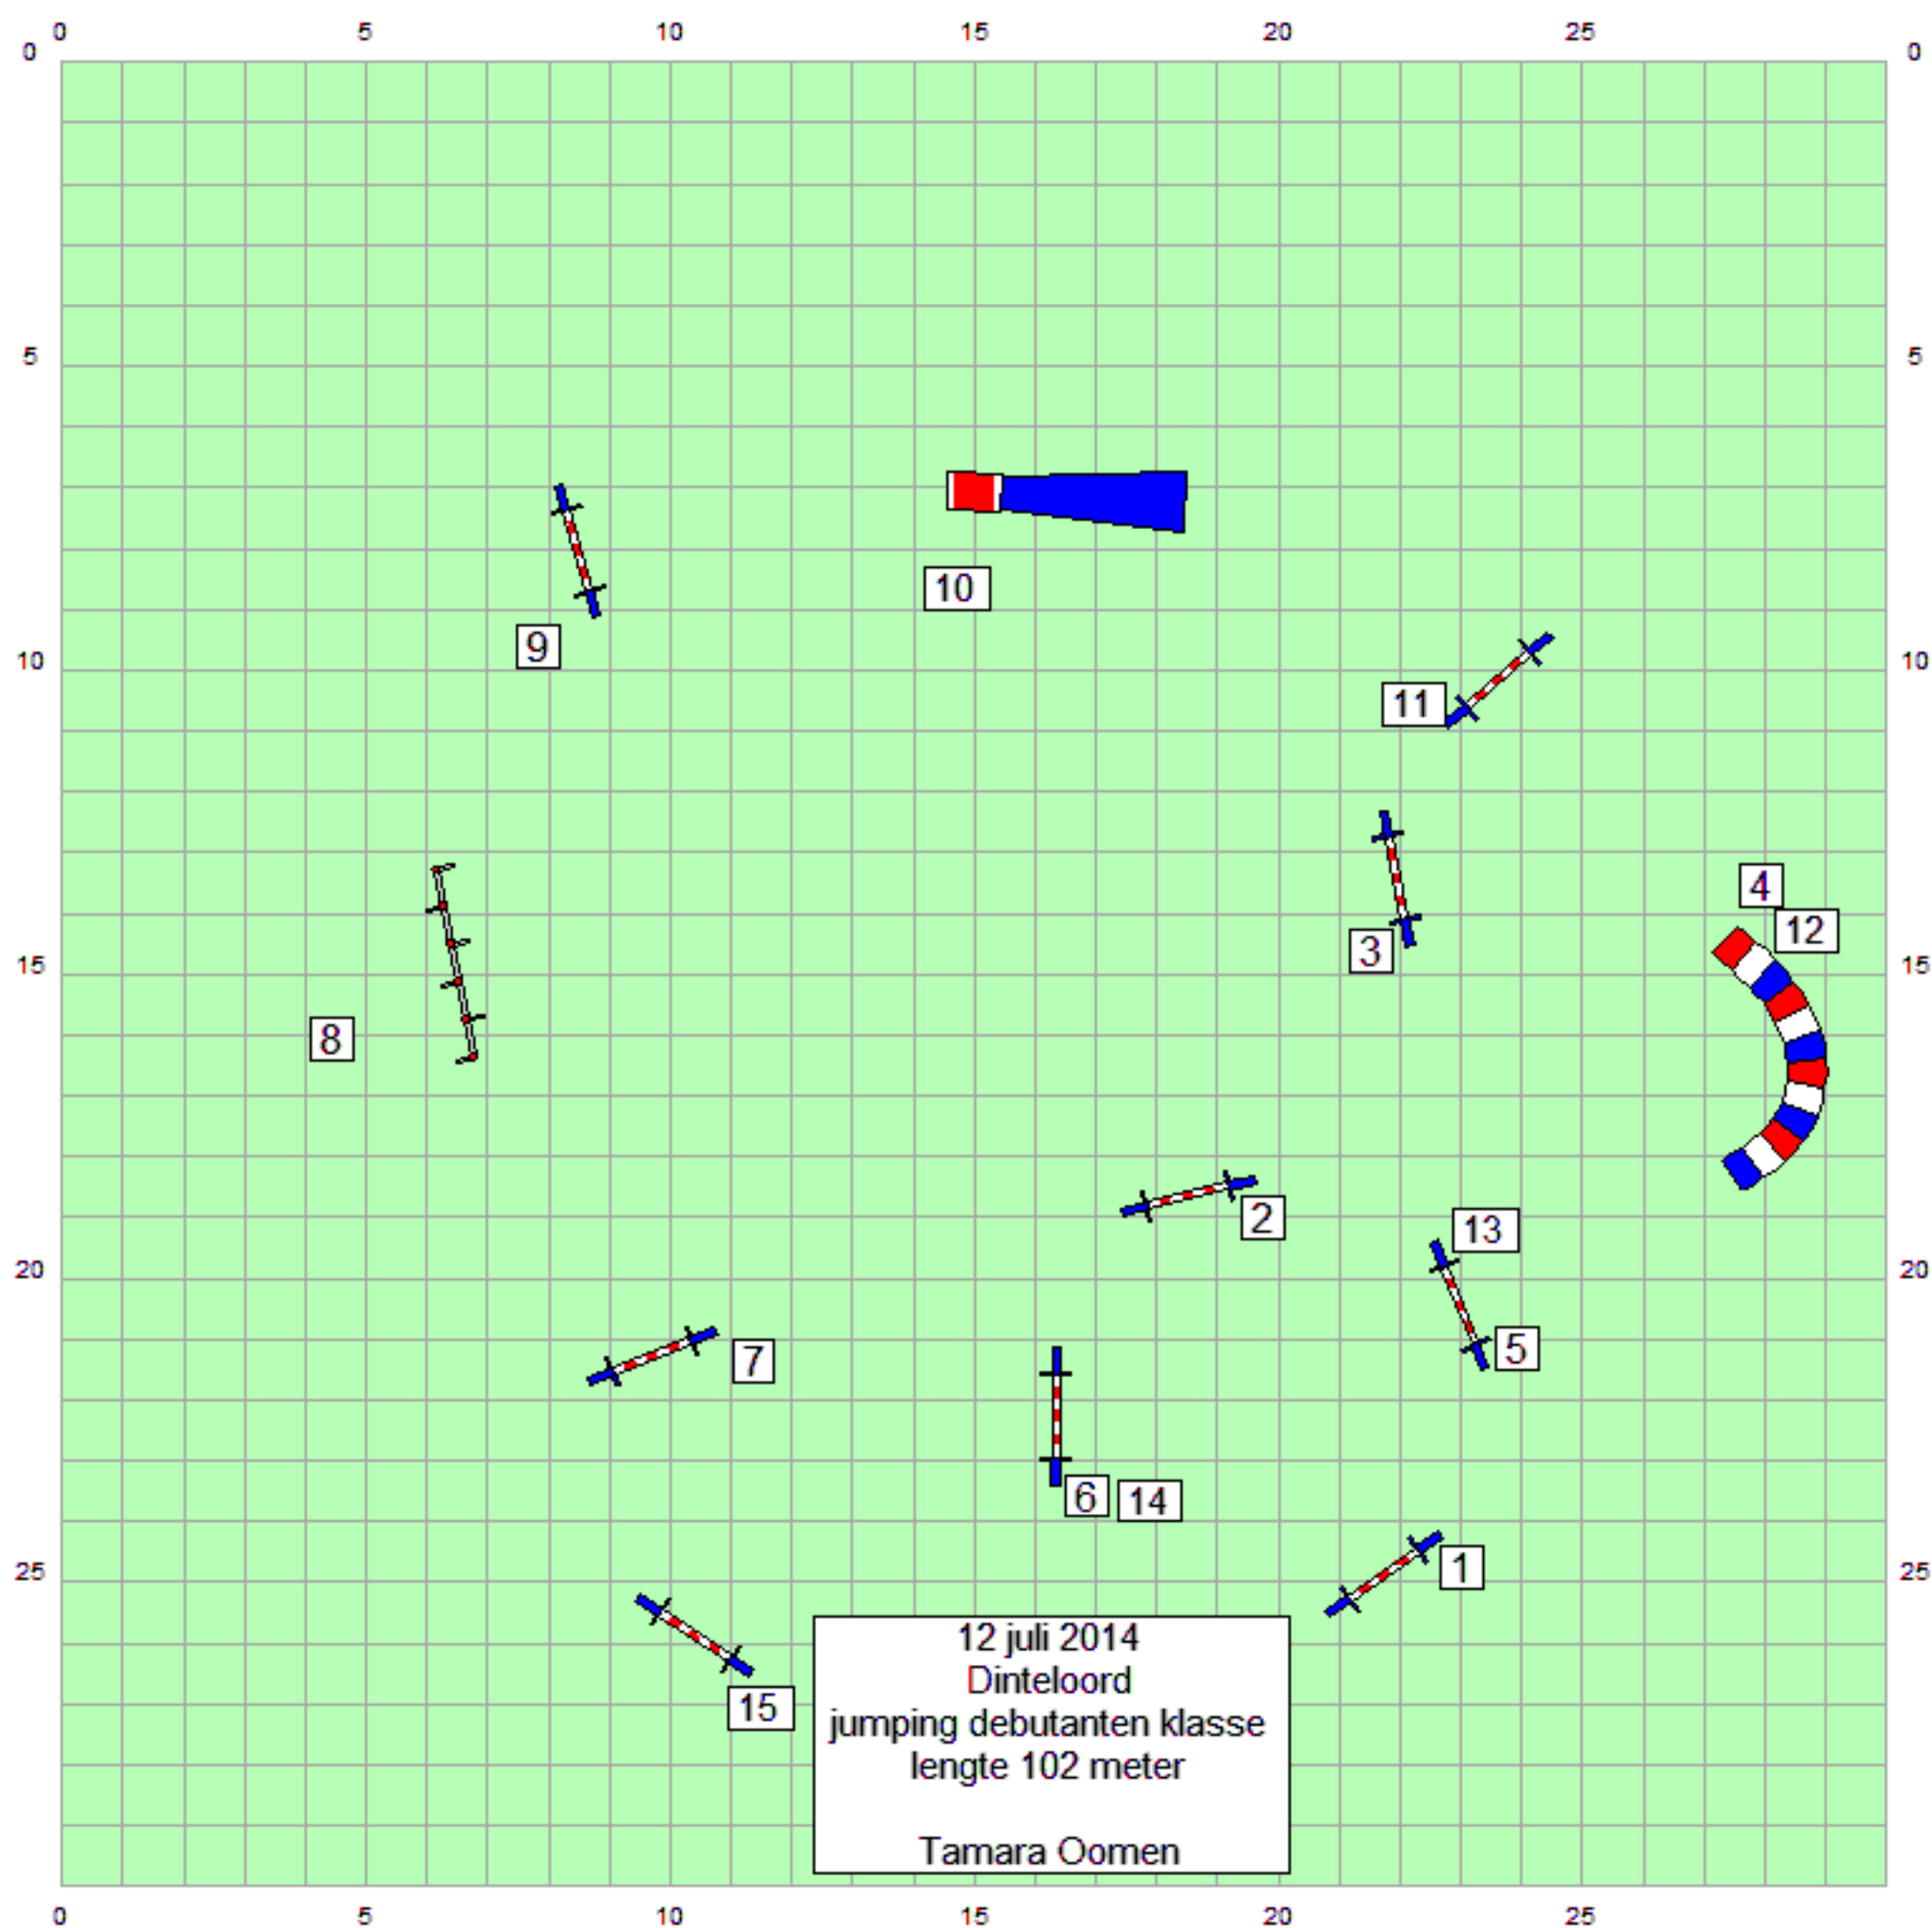 0 5 10 15 20 25
0 0
5 5
10
9
10 10
11
4
12
3
15 15
8
2
13
20 20
7
5
6 14
25 25
1
15
12 juli 2014
Dinteloord
jumping debutanten klasse
lengte 102 meter
Tamara Oomen
0 5 10 15 20 25